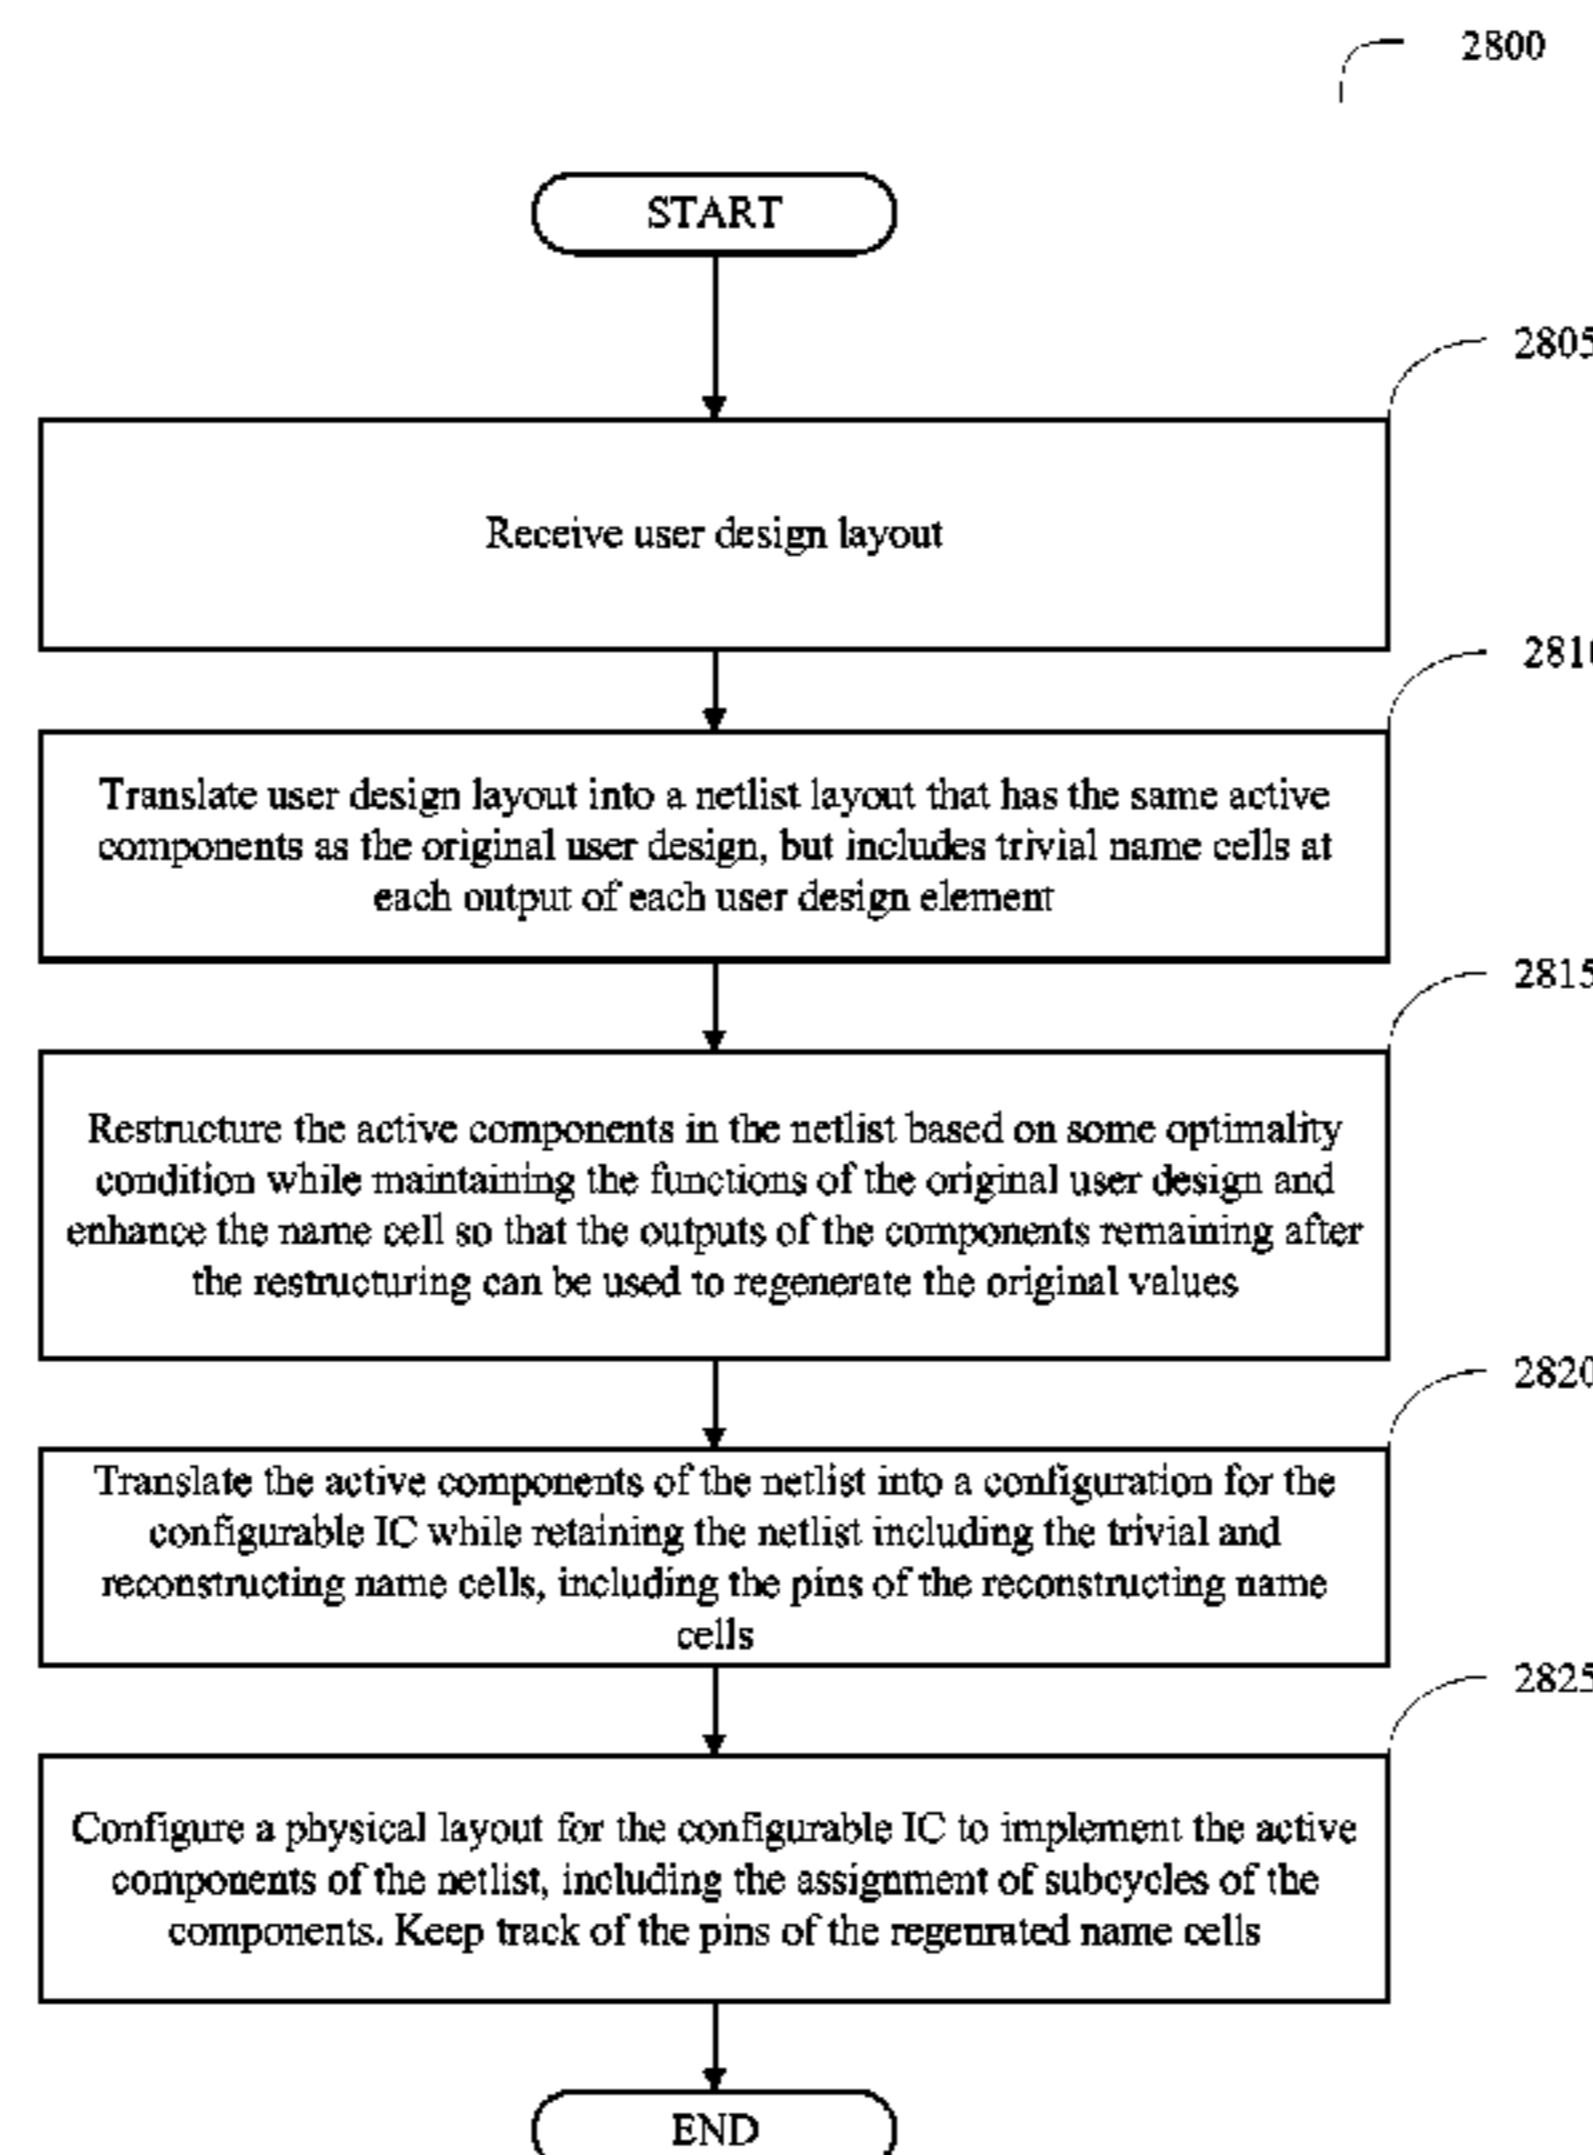 2800
START
2805
Receive user design layout
2810
Translate user design layout into a netlist layout that has the same active
components as the original user design, but includes trivial name cells at
each output of each user design element
2815
Restructure the active components in the netlist based on some optimality
condition while maintaining the functions of the original user design and
enhance the name cell so that the outputs of the components remaining after
the restructuring can be used to regenerate the original values
2820
Translate the active components of the netlist into a configuration for the
configurable IC while retaining the netlist including the trivial and
reconstructing name cells, including the pins of the reconstructing name
cells
2825
Configure a physical layout for the configurable IC to implement the active
components of the netlist, including the assignment of subcycles of the
components. Keep track of the pins of the regenrated name cells
END